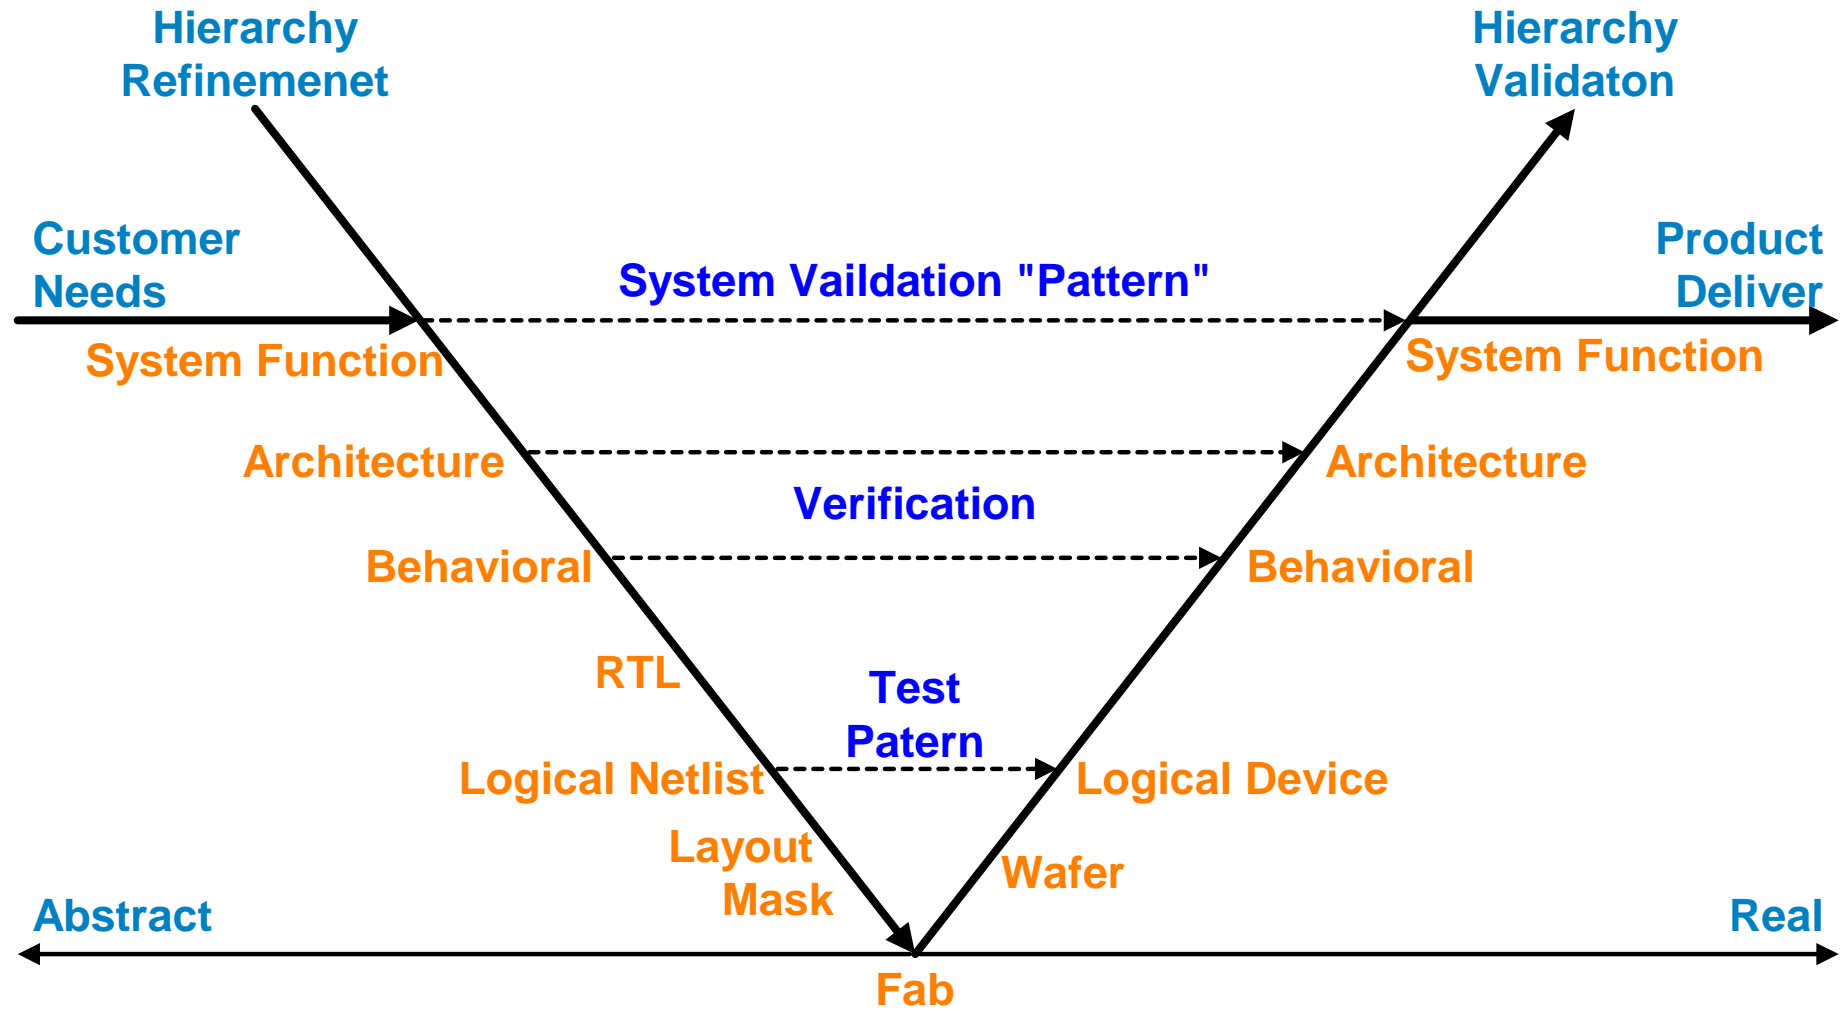 Hierarchy
Refinemenet
Hierarchy
Validaton
Customer
Needs
System Vaildation "Pattern"
Product
Deliver
System Function
System Function
Architecture
Architecture
Verification
Behavioral
Behavioral
RTL
Test
Patern
Logical Netlist
Logical Device
Layout
Mask
Wafer
Abstract
Real
Fab